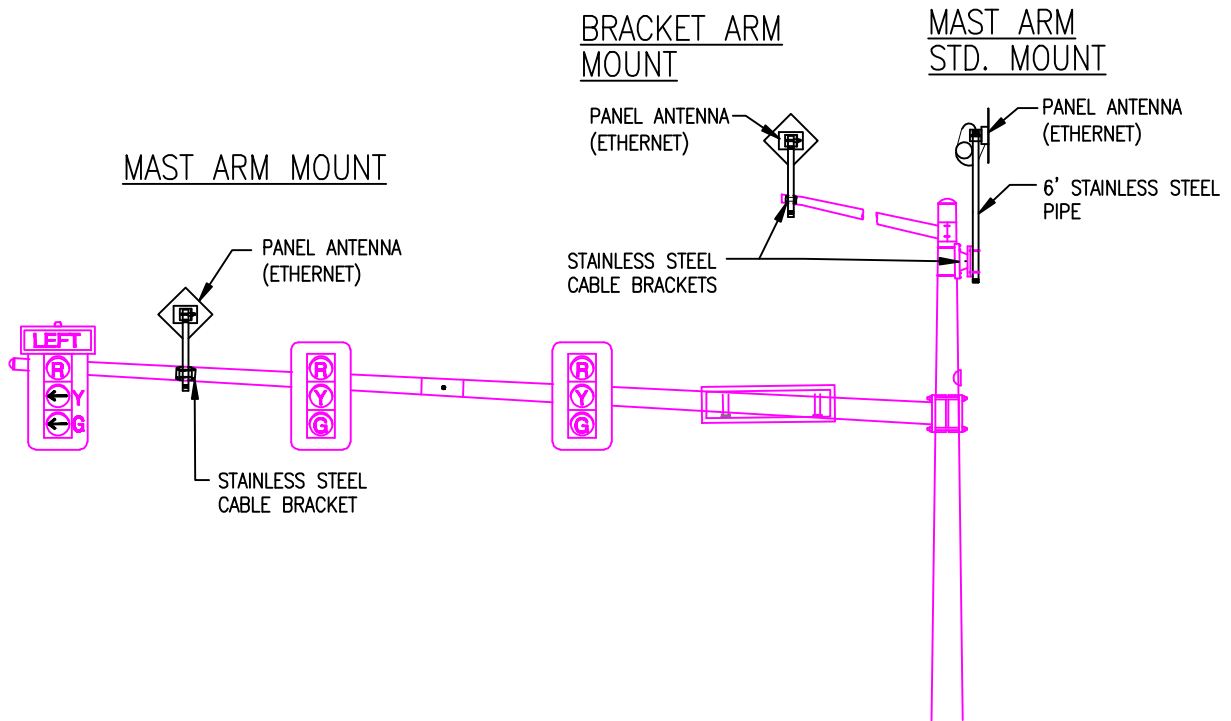 BRACKET ARM
MOUNT
MAST ARM
STD. MOUNT
PANEL ANTENNA
(ETHERNET)
PANEL ANTENNA
(ETHERNET)
MAST ARM MOUNT
6' STAINLESS STEEL
PIPE
PANEL ANTENNA
(ETHERNET)
STAINLESS STEEL
CABLE BRACKETS
LEFT
R
Y
G
R
Y
G
R
Y
G
STAINLESS STEEL
CABLE BRACKET